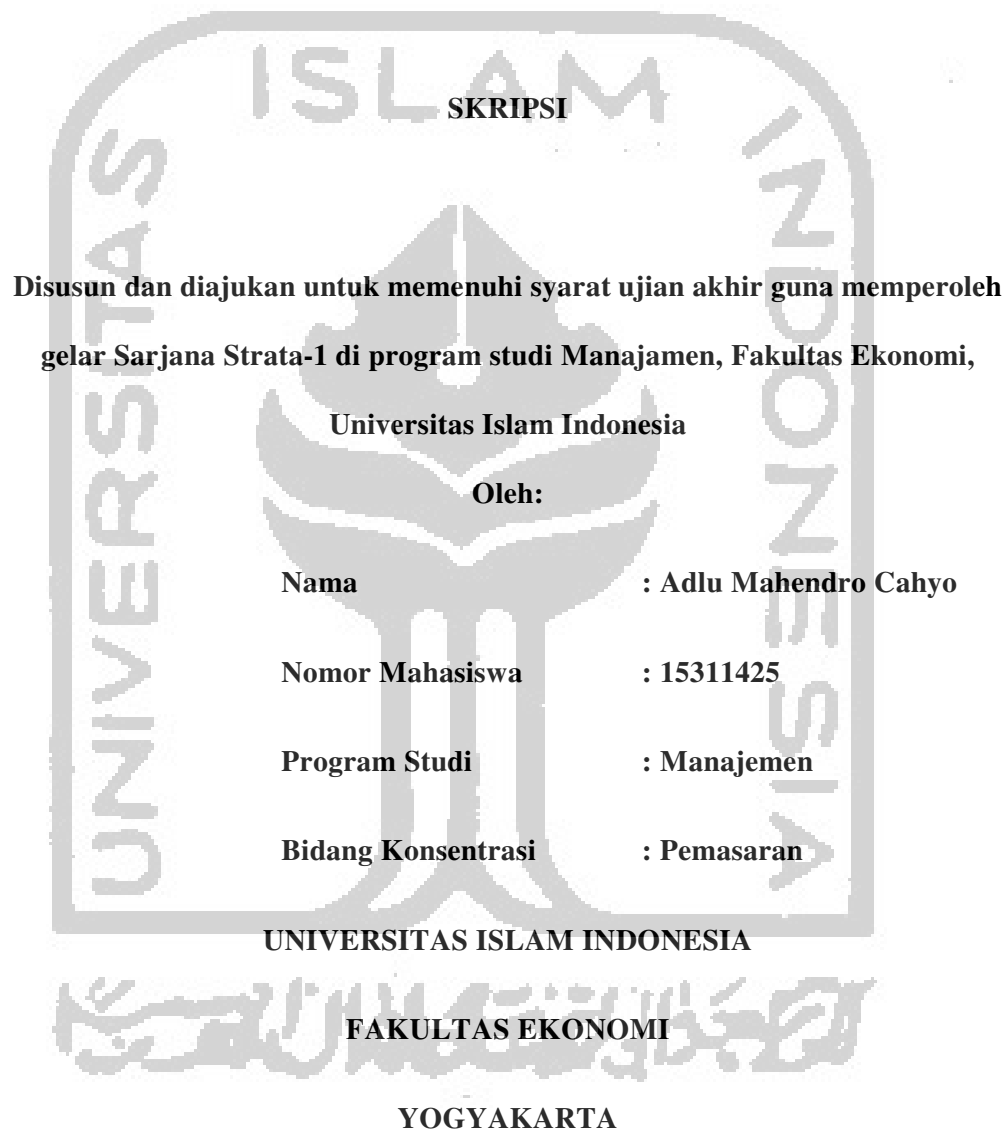 SKRIPSI
Disusun dan diajukan untuk memenuhi syarat ujian akhir guna memperoleh
gelar Sarjana Strata-1 di program studi Manajamen, Fakultas Ekonomi,
Universitas Islam Indonesia
Oleh:
Nama : Adlu Mahendro Cahyo
Nomor Mahasiswa : 15311425
Program Studi : Manajemen
Bidang Konsentrasi : Pemasaran
UNIVERSITAS ISLAM INDONESIA
FAKULTAS EKONOMI
YOGYAKARTA
UNIVERSITAS
ISLAM
INDONESIA